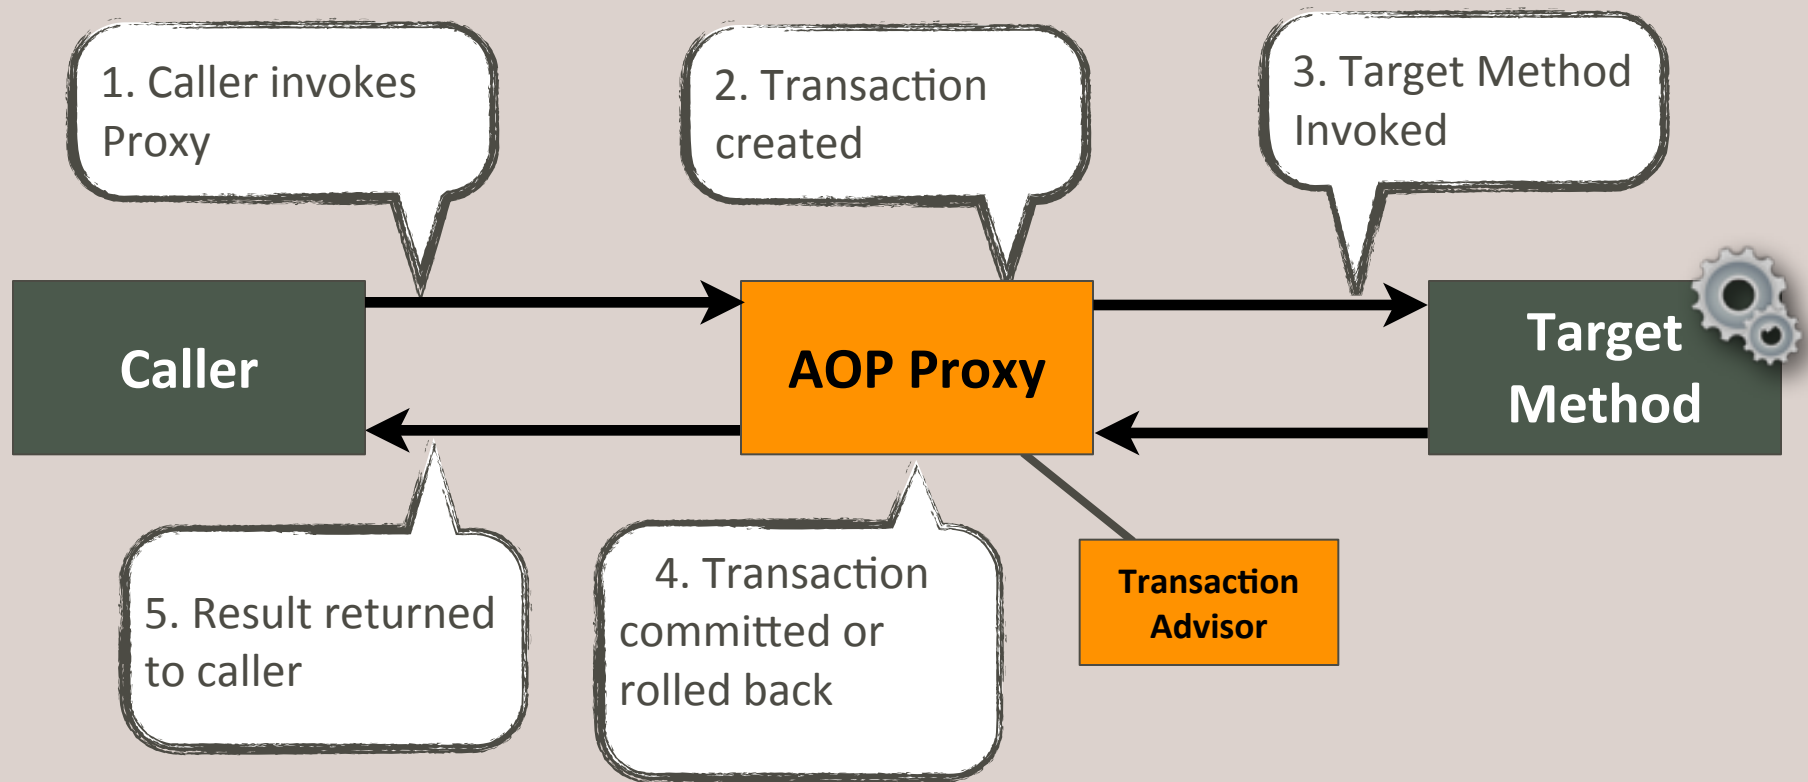 1. Caller invokes
Proxy
2. Transaction
created
3. Target Method
Invoked
Caller
AOP Proxy
Target
Method
5. Result returned
to caller
4. Transaction
committed or
rolled back
Transaction
Advisor